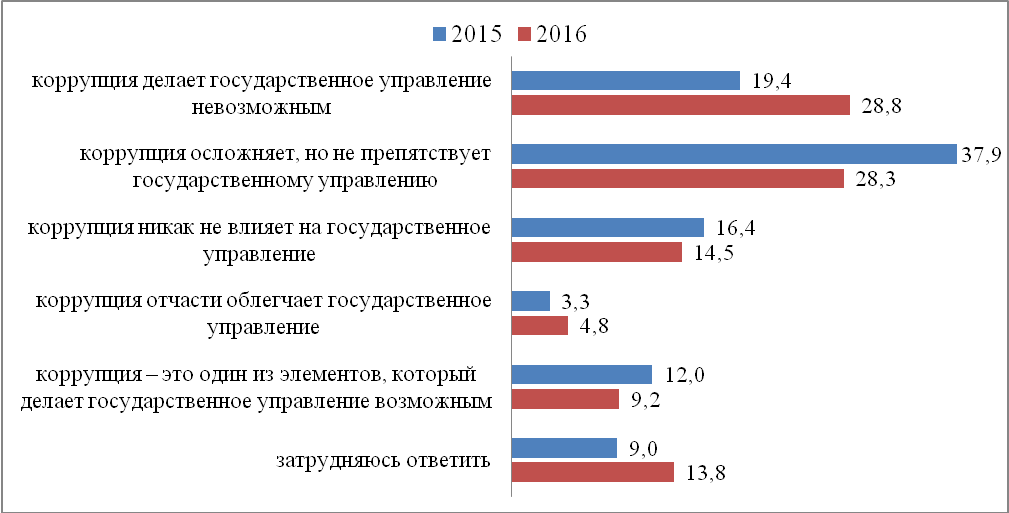 2015 2016
коррупция делает государственное управление
невозможным
19,4
28,8
коррупция осложняет, но не препятствует
государственному управлению
37,9
28,3
коррупция никак не влияет на государственное
управление
16,4
14,5
коррупция отчасти облегчает государственное
управление
3,3
4,8
коррупция – это один из элементов, который
делает государственное управление возможным
12,0
9,2
затрудняюсь ответить
9,0
13,8